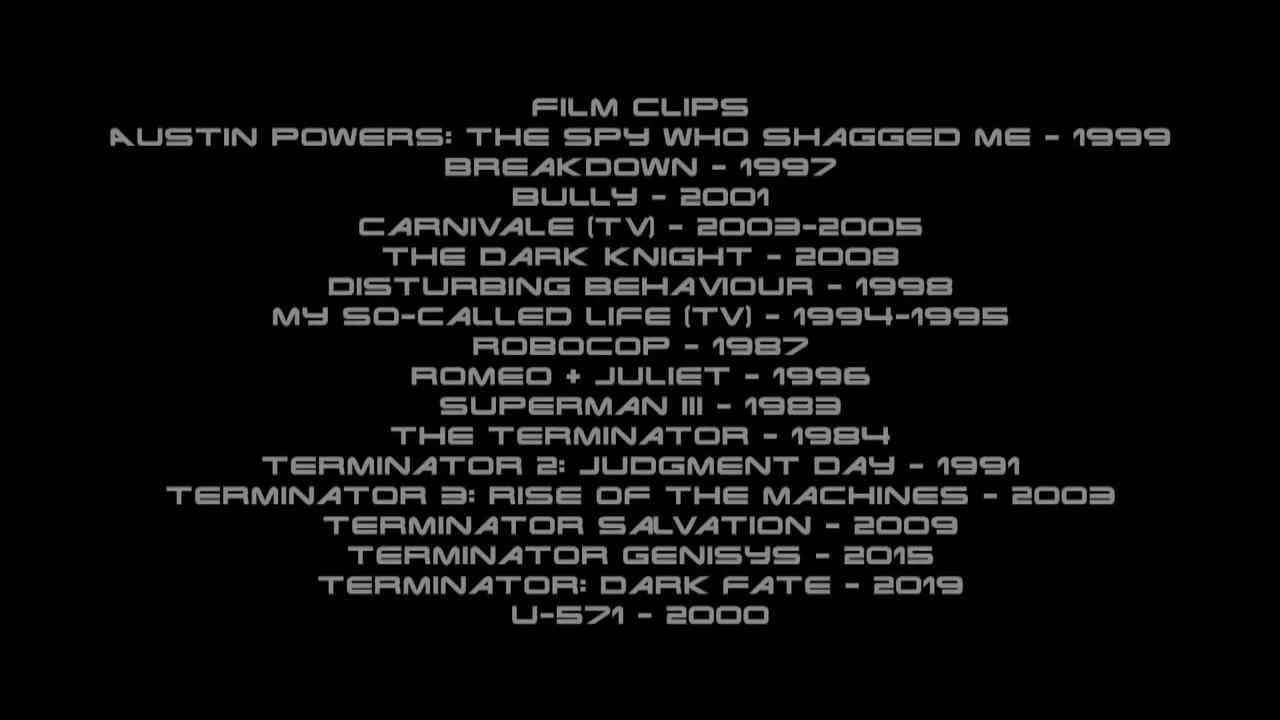 FILM CLIPS
AUSTIN POWERS: THE SPY WHO SHAGGED ME - 1999
BREAKDOWN - 1997
BULLY - 2001
CARNIVALE (TV) - 2003-2005
THE DARK KNIGHT - 2008
DISTURBING BEHAVIOUR - 1998
MY SO-CALLED LIFE (TV) - 1994-1995
ROBOCOP - 1987
ROMEO + JULIET - 1996
SUPERMAN III - 1983
THE TERMINATOR - 1984
TERMINATOR 2: JUDGMENT DAY - 1991
TERMINATOR 3: RISE OF THE MACHINES - 2003
TERMINATOR SALVATION - 2009
TERMINATOR GENISYS - 2015
TERMINATOR: DARK FATE - 2019
U-571 - 2000